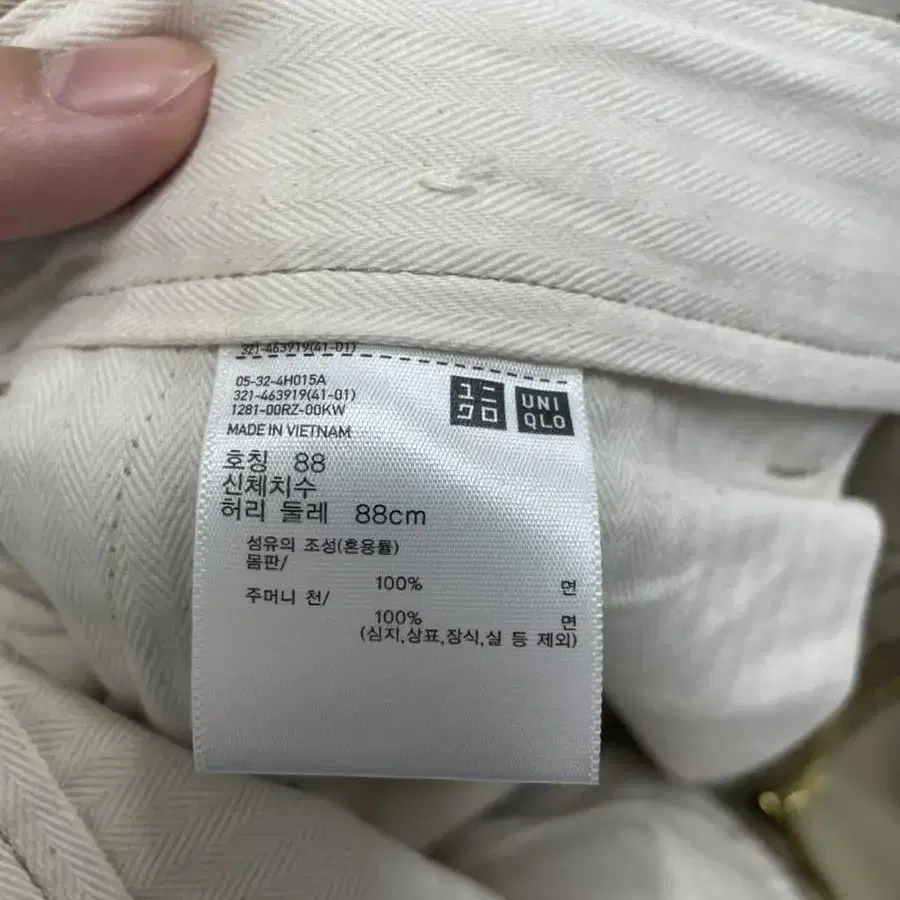 321-463919(41-01)
05-32-4H015A
321-463919(41-01)
1281-00RZ-00KW
MADE IN VIETNAM
ユニ
クロ
UNI
QLO
호칭 88
신체치수
허리 둘레 88cm
섬유의 조성(혼용률)
몸판/
100% 면
주머니 천/
100% 면
(심지,상표,장식,실 등 제외)